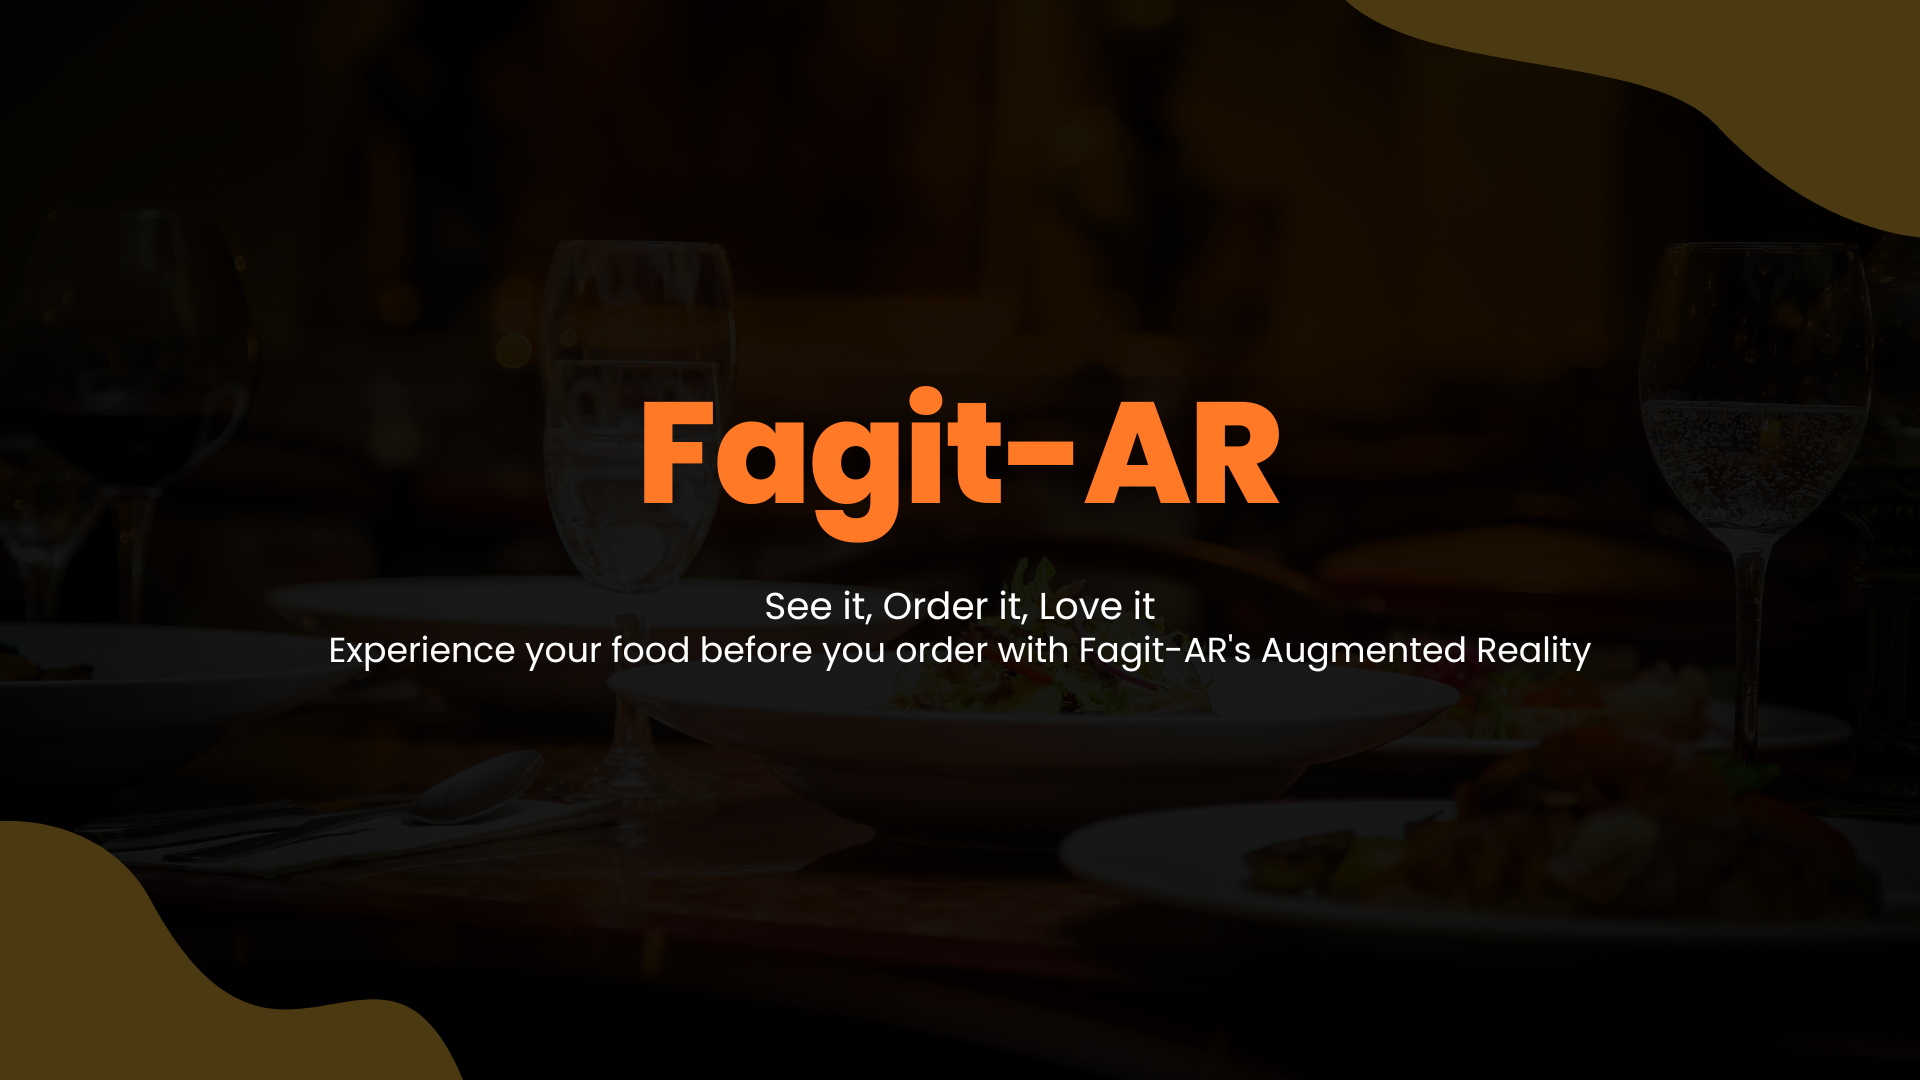 Fagit-AR
See it, Order it, Love it
Experience your food before you order with Fagit-AR's Augmented Reality